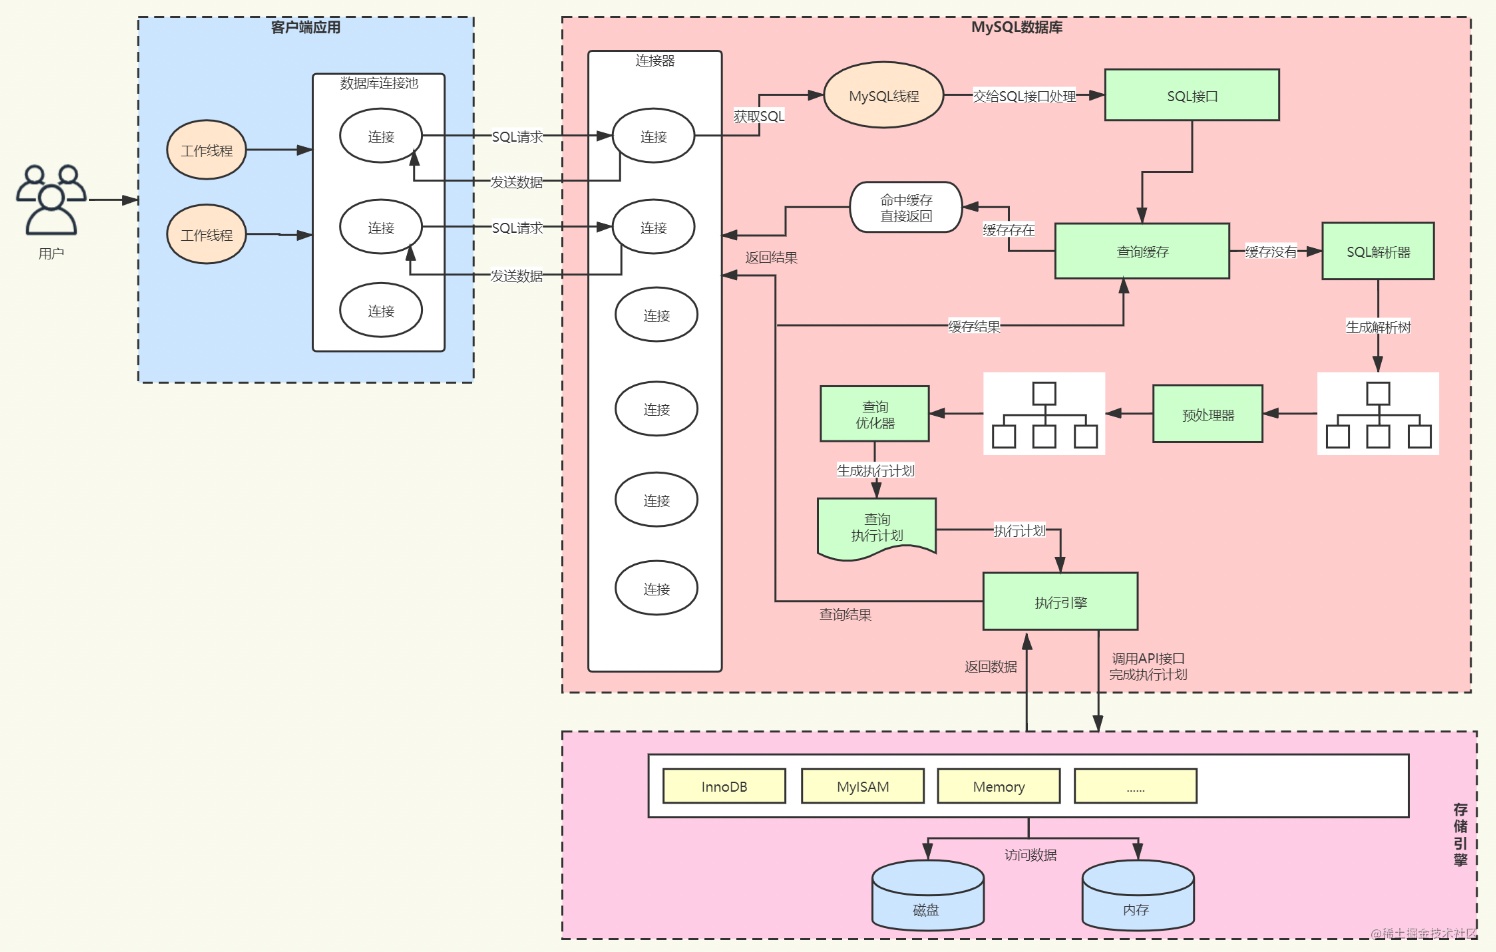 客户端应用
数据库连接池
工作线程
工作线程
连接
连接
连接
用户
SQL请求
发送数据
SQL请求
发送数据
MySQL数据库
连接器
连接
连接
连接
连接
连接
连接
获取SQL
MySQL线程
交给SQL接口处理
SQL接口
命中缓存
直接返回
缓存存在
查询缓存
缓存没有
SQL解析器
返回结果
缓存结果
生成解析树
预处理器
查询
优化器
生成执行计划
查询
执行计划
执行计划
执行引擎
查询结果
返回数据
调用API接口
完成执行计划
InnoDB
MyISAM
Memory
......
存储引擎
访问数据
磁盘
内存
@稀土掘金技术社区